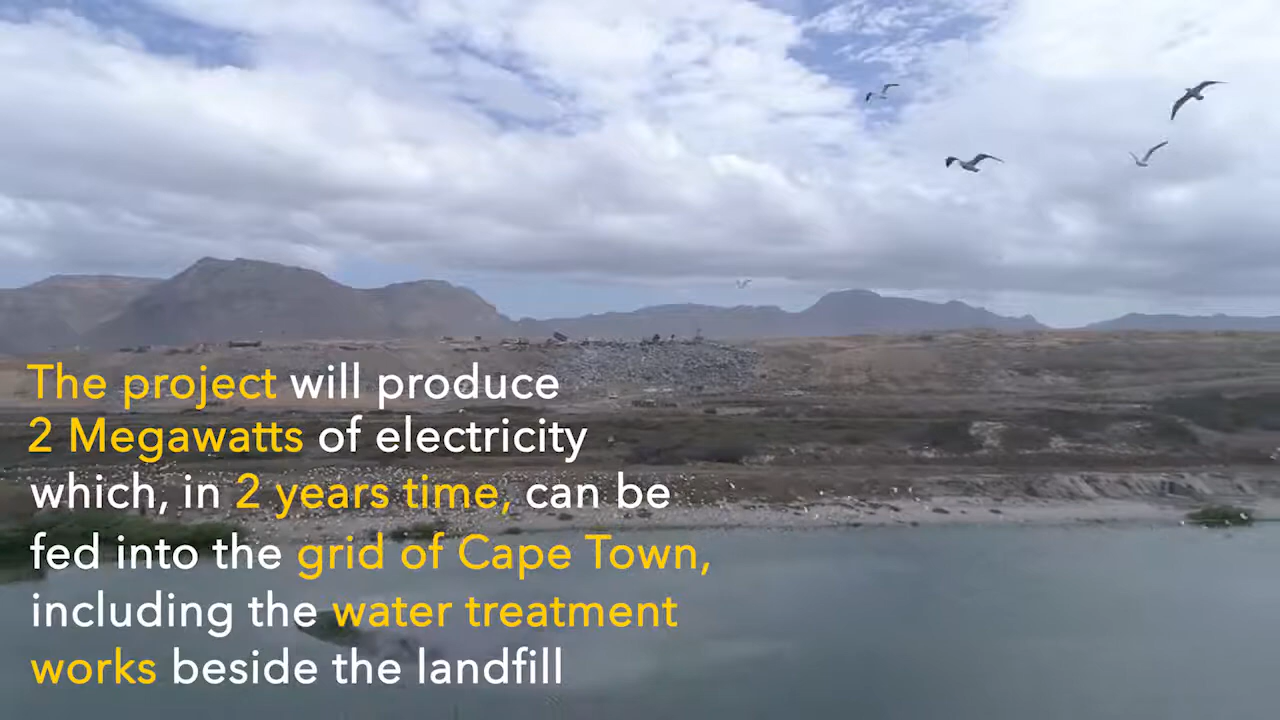 The project will produce
2 Megawatts of electricity
which, in 2 years time, can be
fed into the grid of Cape Town,
including the water treatment
works beside the landfill